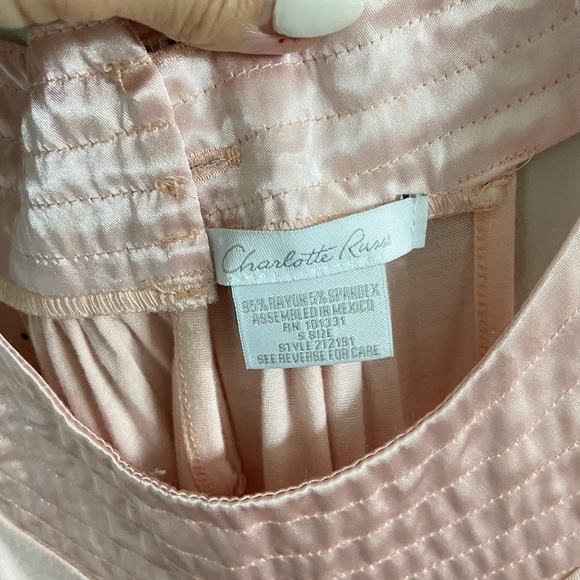 Charlotte Russe
95% RAYON 5% SPANDEX
ASSEMBLED IN MEXICO
RN 101331
S SIZE
STYLE 212191
SEE REVERSE FOR CARE